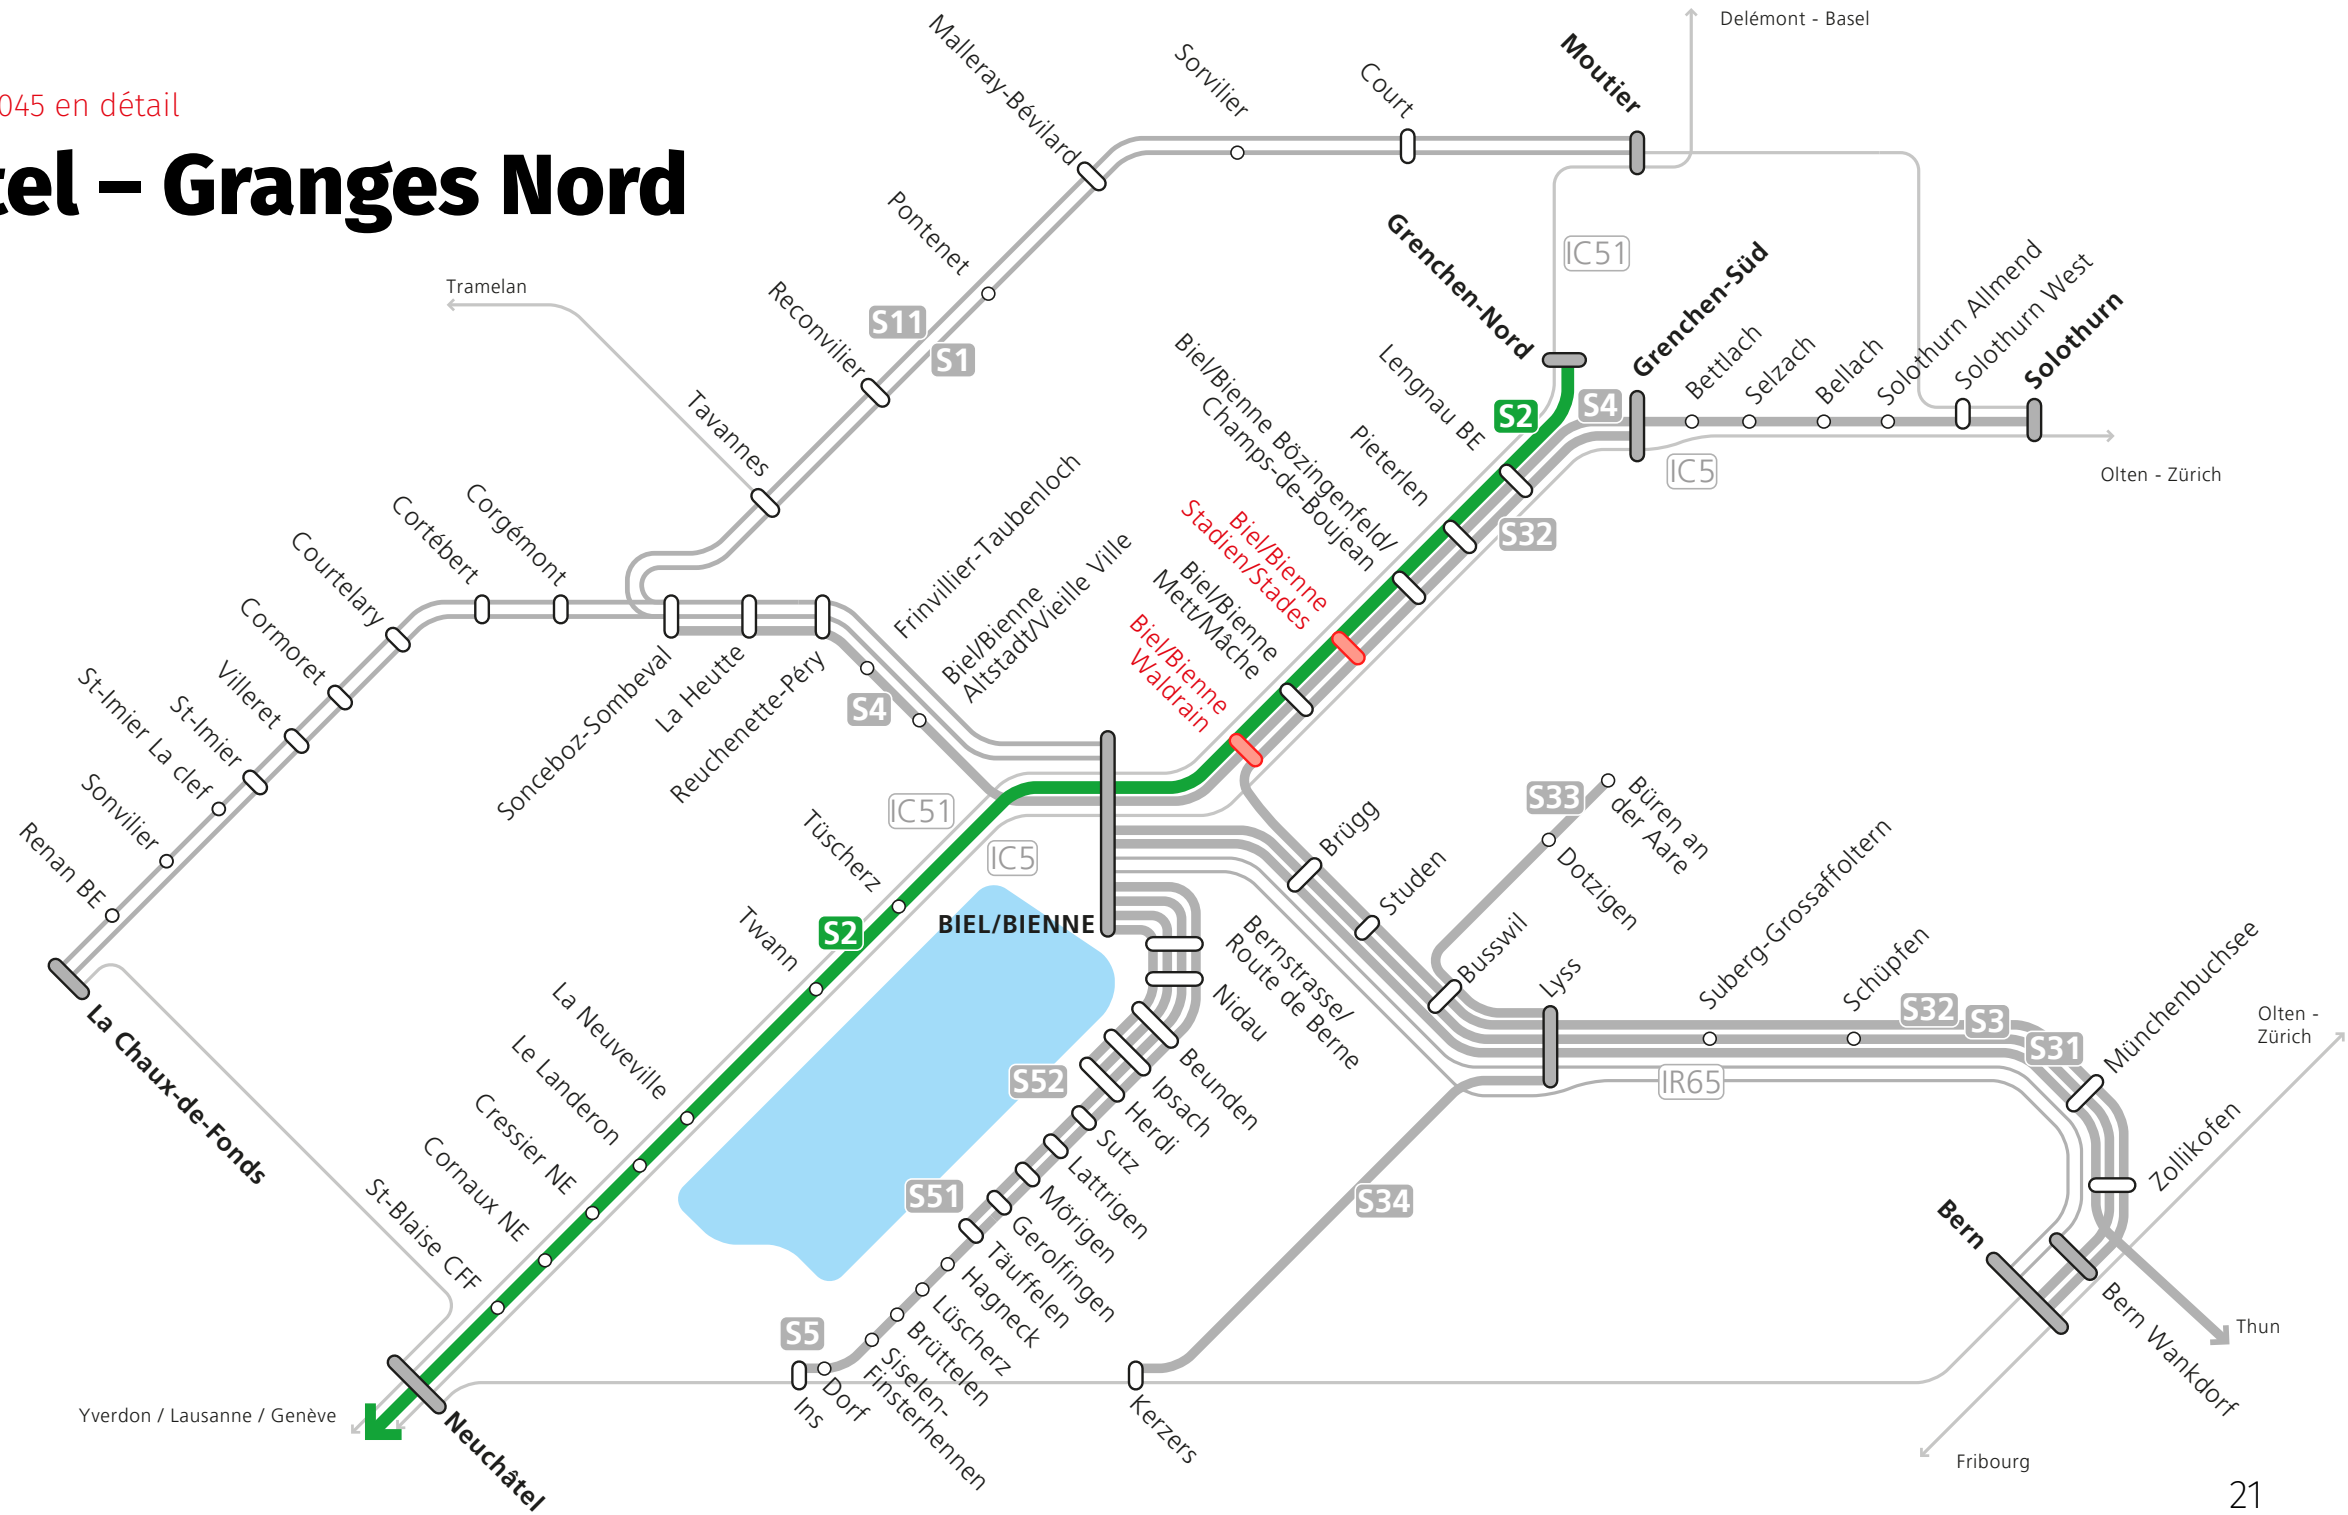 045 en détail
tel – Granges Nord
Delémont - Basel
Malleray-Bévilard
Sorvilier
Court
Moutier
Pontenet
Reconvilier
S11
S1
Tramelan
Tavannes
IC51
Grenchen-Nord
Grenchen-Süd
Bettlach
Selzach
Bellach
Solothurn Allmend
Solothurn West
Solothurn
S2
S4
IC5
Olten - Zürich
Lengnau BE
Pieterlen
Biel/Bienne Bözingenfeld/
Champs-de-Boujean
S32
Biel/Bienne
Stadien/Stades
Biel/Bienne
Mett/Mâche
Biel/Bienne
Waldrain
Corgémont
Cortébert
Courtelary
Cormoret
Villeret
St-Imier
St-Imier La clef
Sonvilier
Renan BE
La Chaux-de-Fonds
Sonceboz-Sombeval
La Heutte
Reuchenette-Péry
Frinvillier-Taubenloch
Biel/Bienne
Altstadt/Vieille Ville
S4
IC51
IC5
BIEL/BIENNE
Tüscherz
Twann
S2
La Neuveville
Le Landeron
Cressier NE
Cornaux NE
St-Blaise CFF
Neuchâtel
Yverdon / Lausanne / Genève
Brügg
Studen
Busswil
Lyss
S33
Büren an
der Aare
Dotzigen
Suberg-Grossaffoltern
Schüpfen
S32
S3
S31
IR65
Münchenbuchsee
Zollikofen
Olten -
Zürich
Bern
Bern Wankdorf
Thun
Fribourg
Bernstrasse/
Route de Berne
Nidau
Beunden
Ipsach
Herdi
Sutz
Lattrigen
Mörigen
Gerolfingen
Täuffelen
Hagneck
Lüscherz
Brüttelen
Siselen-
Finsterhennen
Dorf
Ins
S52
S51
S5
S34
Kerzers
21